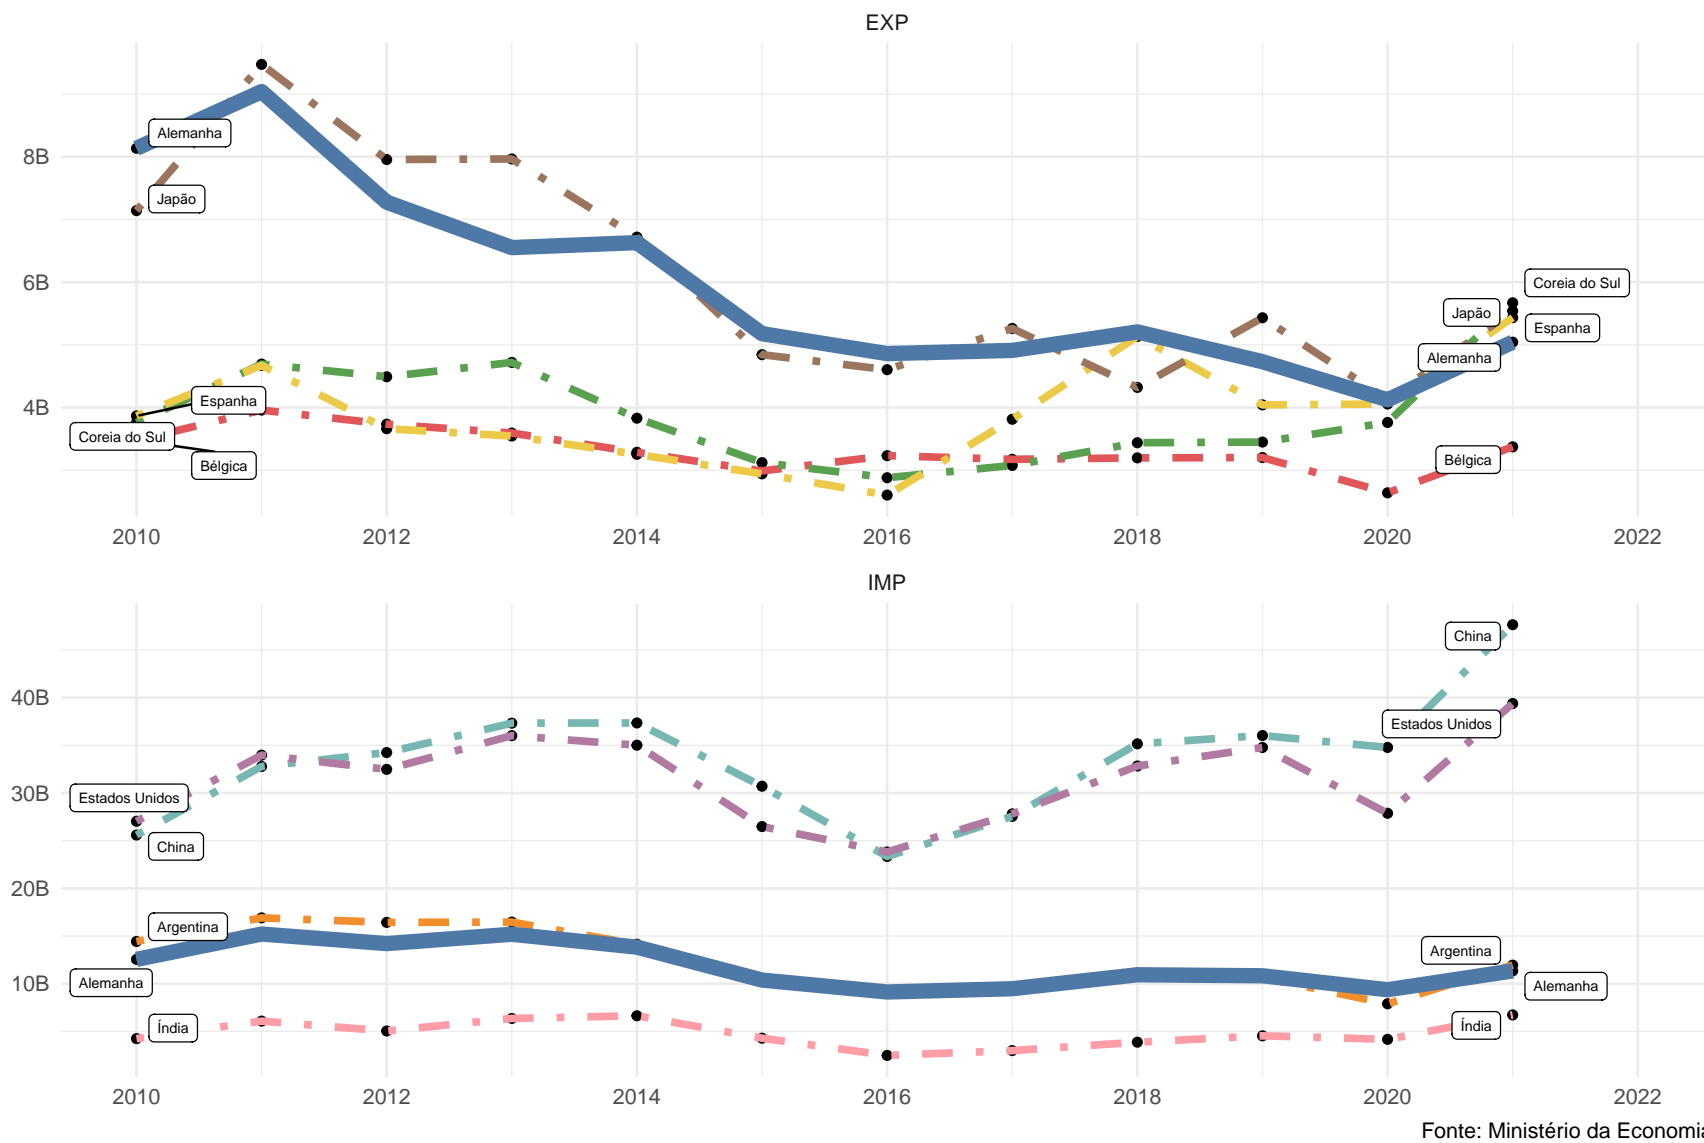 EXP
8B
6B
4B
Alemanha
Japão
Espanha
Coreia do Sul
Bélgica
Coreia do Sul
Japão
Espanha
Alemanha
Bélgica
2010 2012 2014 2016 2018 2020 2022
IMP
40B
30B
20B
10B
China
Estados Unidos
Estados Unidos
China
Argentina
Alemanha
Índia
Argentina
Alemanha
Índia
2010 2012 2014 2016 2018 2020 2022
Fonte: Ministério da Economia